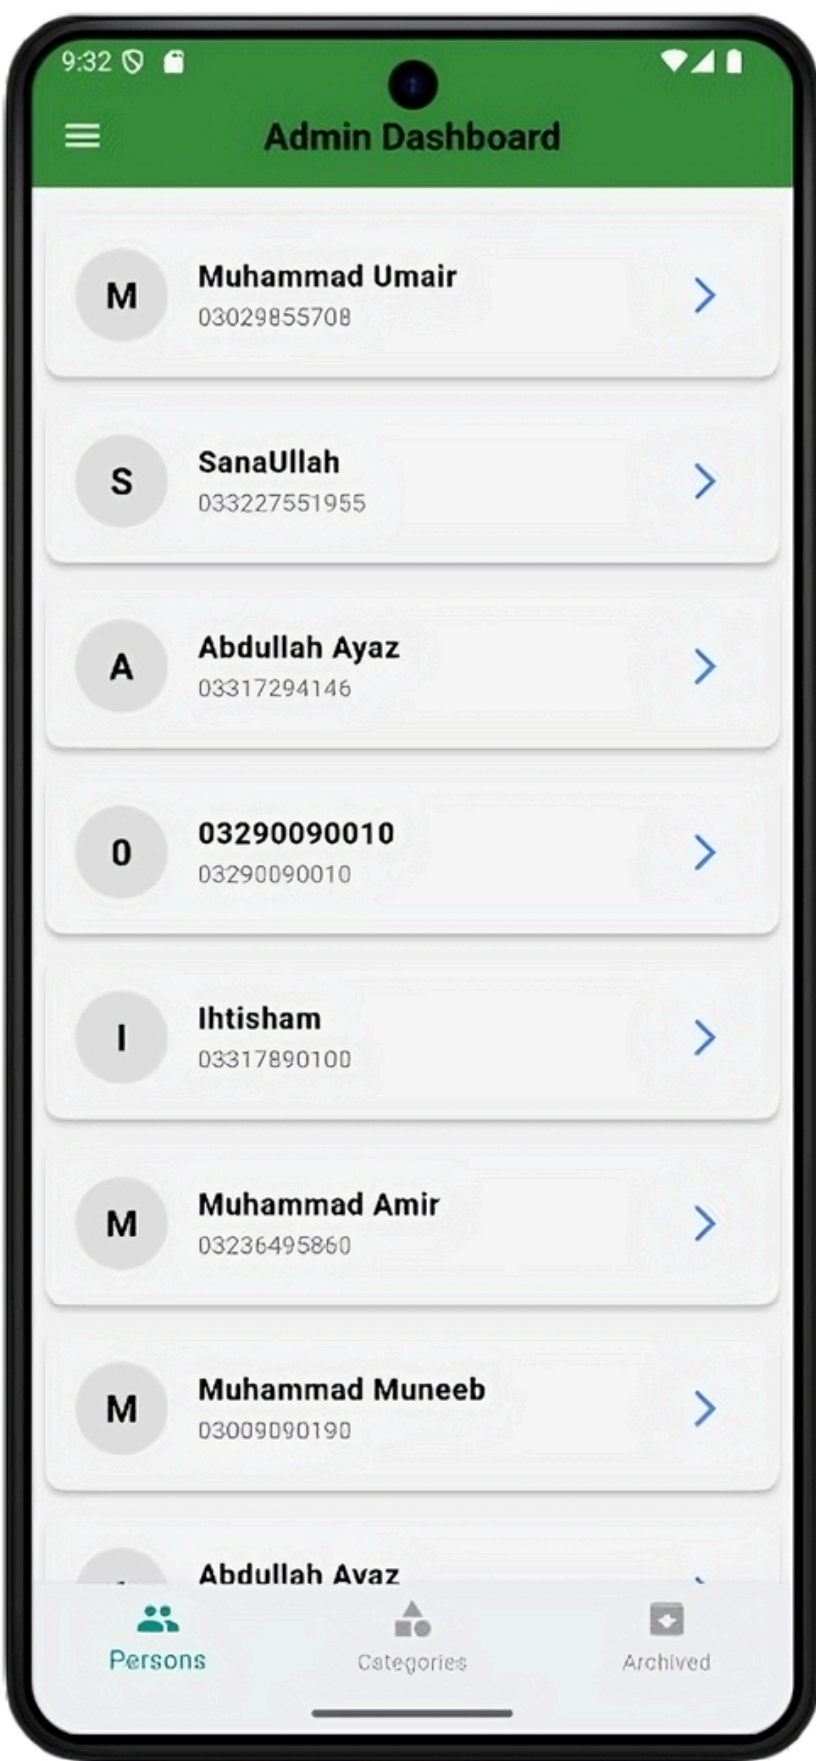 9:32
Admin Dashboard
M
Muhammad Umair
03029855708
S
SanaUllah
033227551955
A
Abdullah Ayaz
03317294146
0
03290090010
03290090010
I
Ihtisham
03317890100
M
Muhammad Amir
03236495860
M
Muhammad Muneeb
03009090190
Abdullah Ayaz
Persons
Categories
Archived